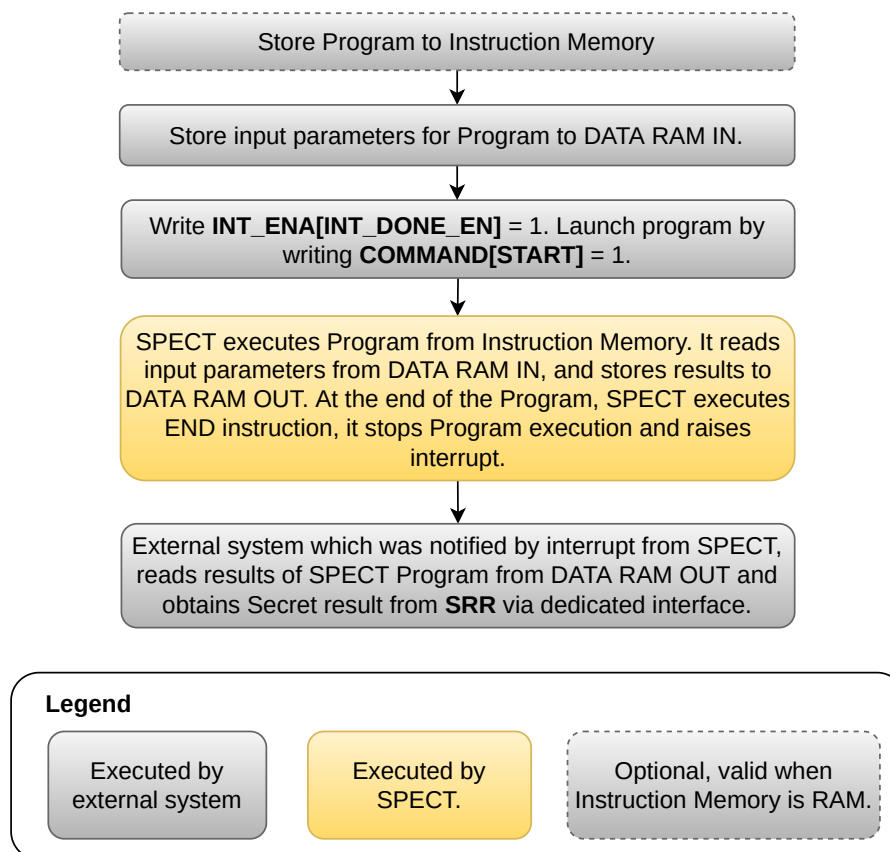 Store Program to Instruction Memory
Store input parameters for Program to DATA RAM IN.
Write INT_ENA[INT_DONE_EN] = 1. Launch program by
writing COMMAND[START] = 1.
SPECT executes Program from Instruction Memory. It reads
input parameters from DATA RAM IN, and stores results to
DATA RAM OUT. At the end of the Program, SPECT executes
END instruction, it stops Program execution and raises
interrupt.
External system which was notified by interrupt from SPECT,
reads results of SPECT Program from DATA RAM OUT and
obtains Secret result from SRR via dedicated interface.
Legend
Executed by
external system
Executed by
SPECT.
Optional, valid when
Instruction Memory is RAM.